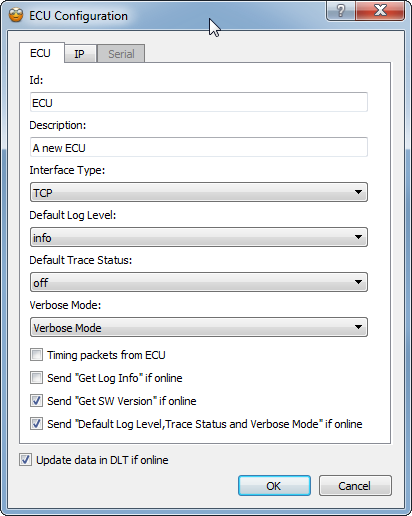 ECU Configuration
ECU IP Serial
Id:
ECU
Description:
A new ECU
Interface Type:
TCP
Default Log Level:
info
Default Trace Status:
off
Verbose Mode:
Verbose Mode
Timing packets from ECU
Send "Get Log Info" if online
Send "Get SW Version" if online
Send "Default Log Level,Trace Status and Verbose Mode" if online
Update data in DLT if online
OK Cancel